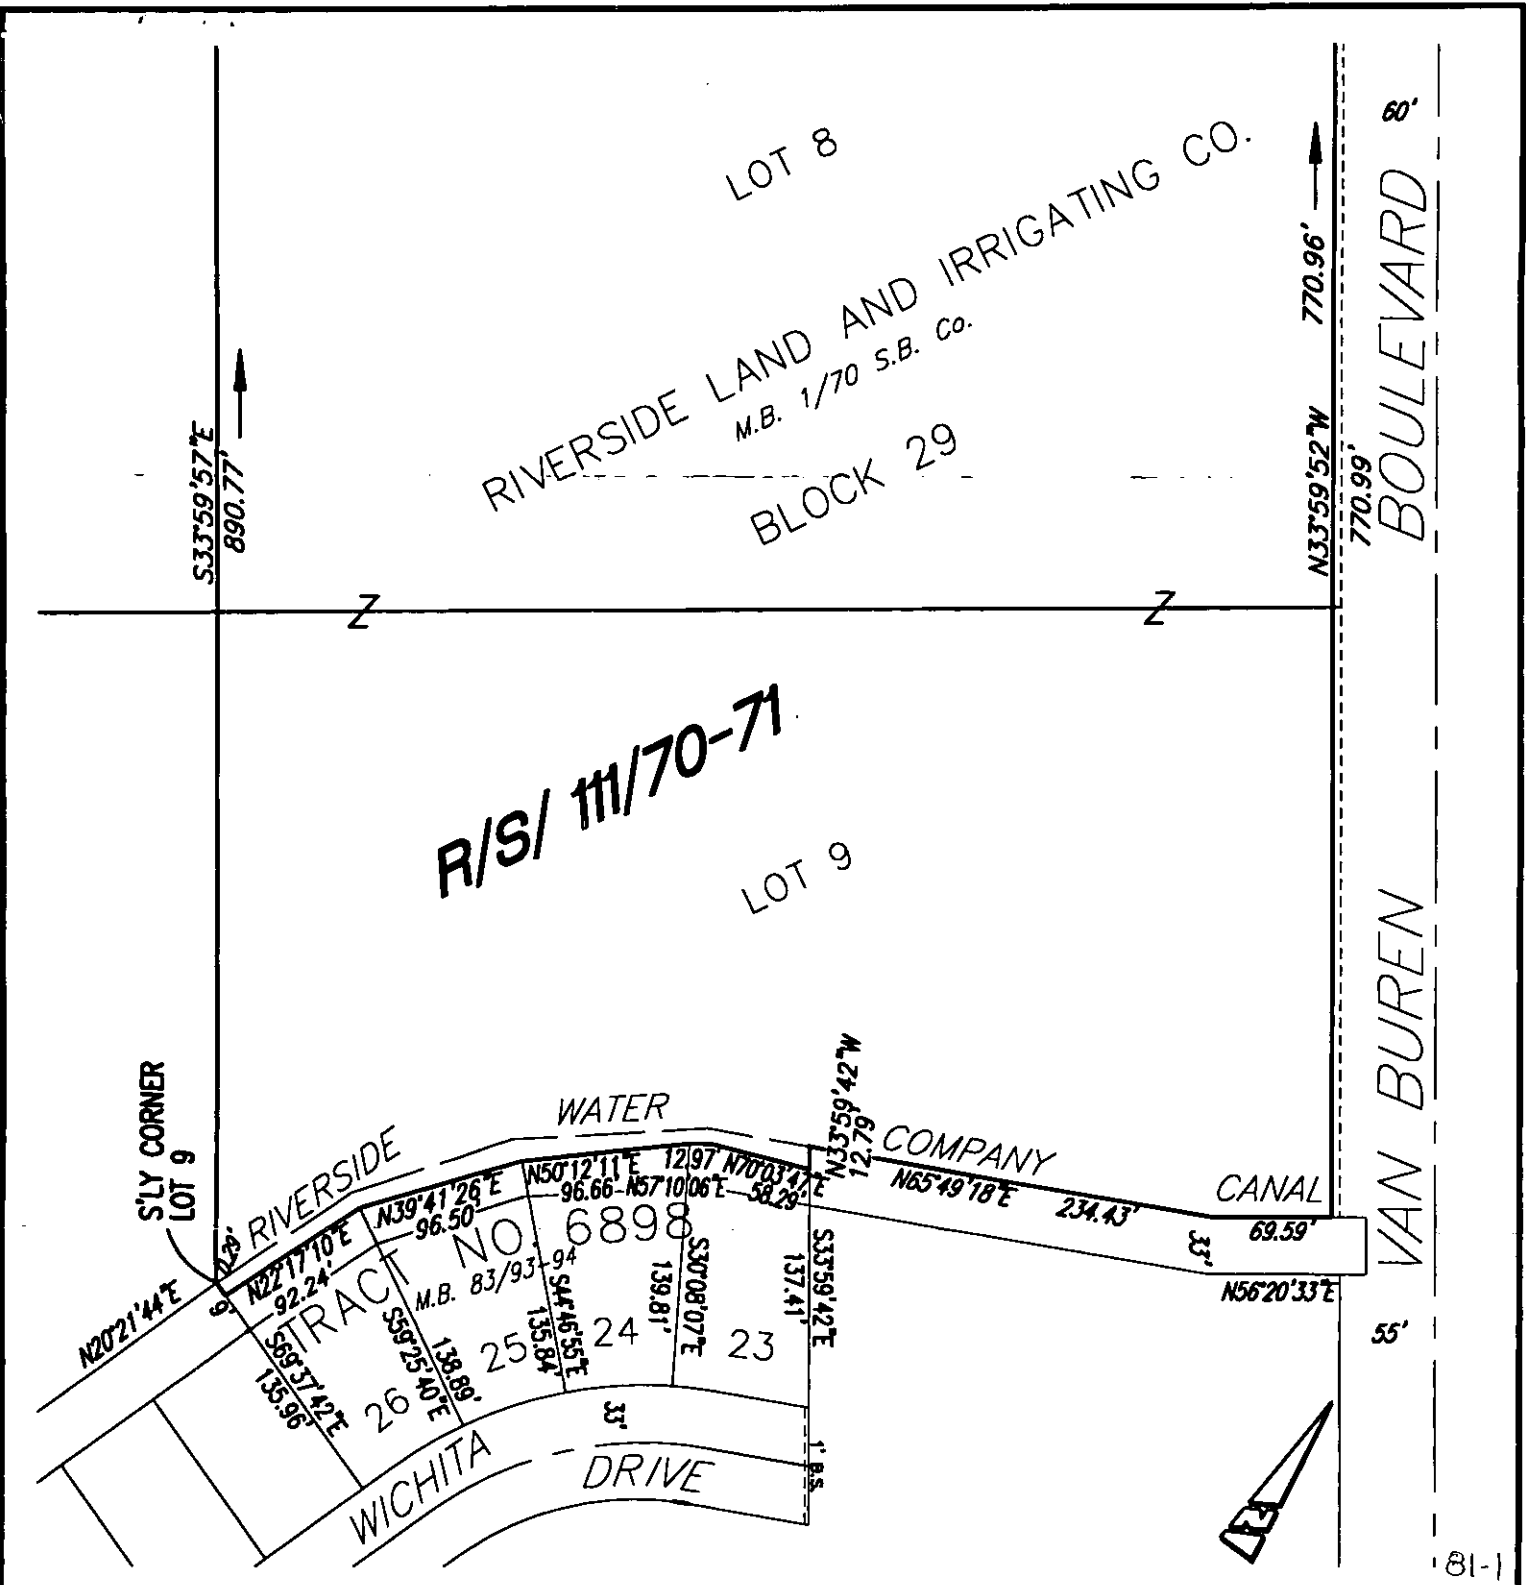 60'
LOT 8
RIVERSIDE LAND AND IRRIGATING CO.
M.B. 1/70 S.B. Co.
BLOCK 29
770.96'
N33°59'52"W
770.99'
S33°59'57"E
890.77'
VAN BUREN BOULEVARD
Z
Z
R/S/ 111/70-71
LOT 9
S'LY CORNER
LOT 9
RIVERSIDE WATER COMPANY CANAL
N33°59'42"W
12.79'
N20°21'44"E
0.29'
9'
N22°17'10"E
92.24'
N39°41'26"E
96.50'
N50°12'11"E
96.66'
12.97'
N57°10'06"E
N70°03'47"E
58.29'
N65°49'18"E
234.43'
69.59'
33'
N56°20'33"E
55'
TRACT NO. 6898
M.B. 83/93-94
S69°37'42"E
135.96'
26
S59°25'40"E
138.89'
25
S44°46'55"E
135.84'
24
S30°08'07"E
139.81'
23
S33°59'42"E
137.41'
33'
WICHITA DRIVE
1' B.S.
N
81-1